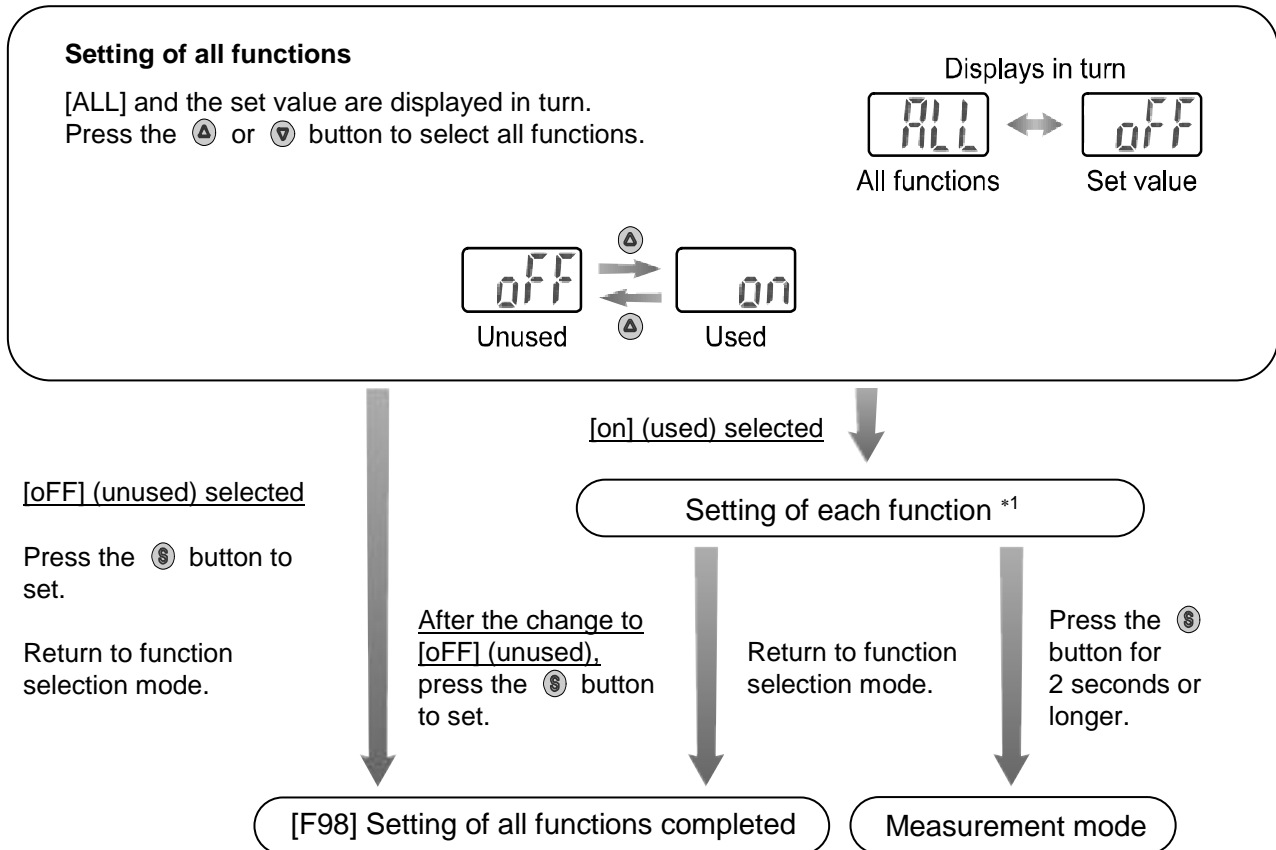 Setting of all functions
[ALL] and the set value are displayed in turn.
Press the △ or ▽ button to select all functions.
Displays in turn
ALL
oFF
All functions
Set value
△
oFF
on
△
Unused
Used
[on] (used) selected
[oFF] (unused) selected
Setting of each function *1
Press the S button to
set.
Return to function
selection mode.
After the change to
[oFF] (unused),
press the S button
to set.
Return to function
selection mode.
Press the S
button for
2 seconds or
longer.
[F98] Setting of all functions completed
Measurement mode